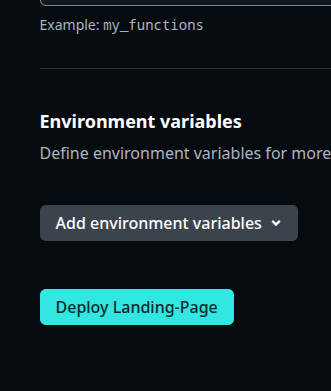 Example: my_functions
Environment variables
Define environment variables for more
Add environment variables
Deploy Landing-Page